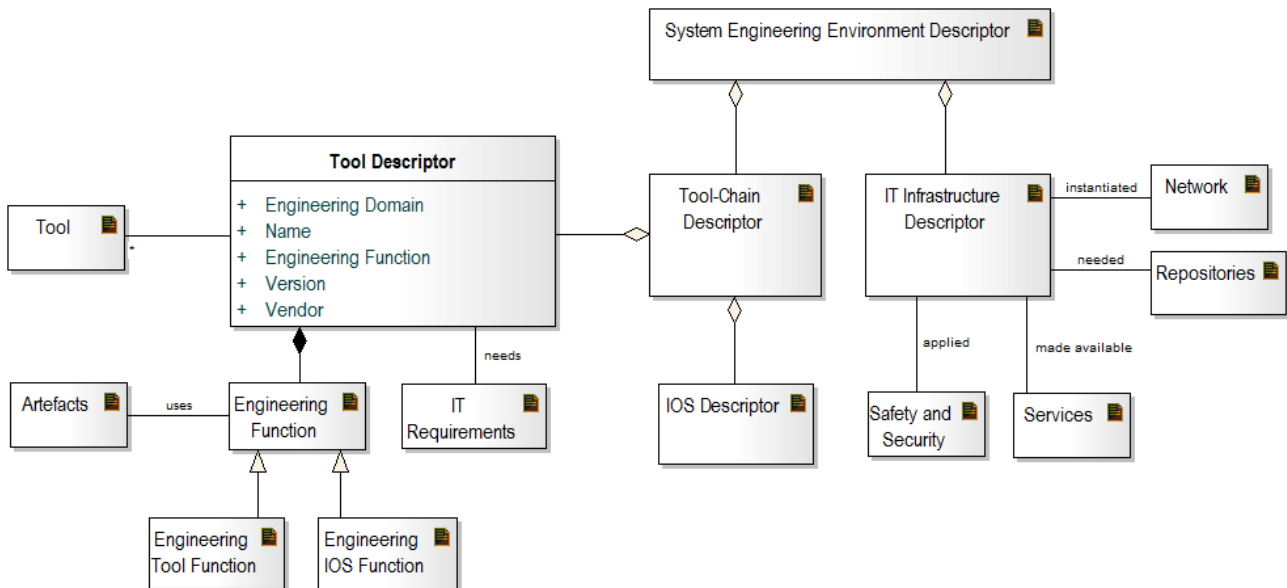 System Engineering Environment Descriptor
Tool Descriptor
+ Engineering Domain
+ Name
+ Engineering Function
+ Version
+ Vendor
Tool
*
Tool-Chain
Descriptor
IT Infrastructure
Descriptor
instantiated
Network
needed
Repositories
needs
applied
made available
Artefacts
uses
Engineering
Function
IT
Requirements
IOS Descriptor
Safety and
Security
Services
Engineering
Tool Function
Engineering
IOS Function